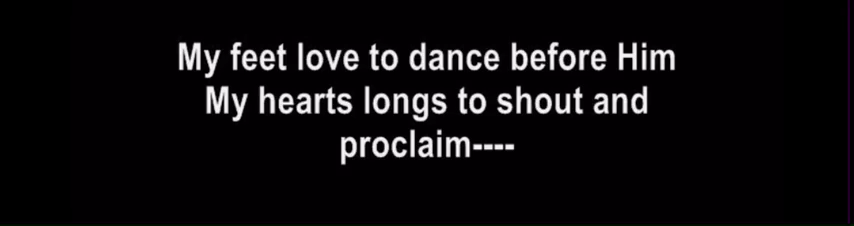 My feet love to dance before Him
My hearts longs to shout and
proclaim----